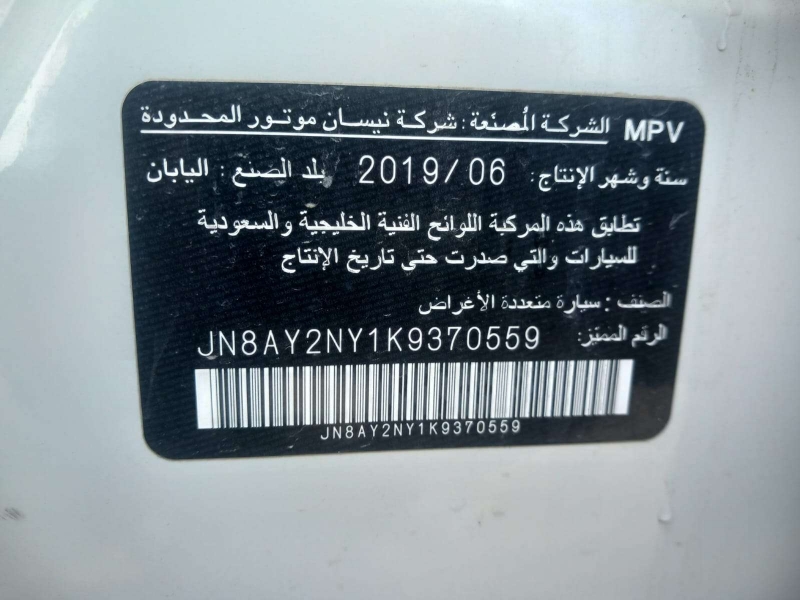 MPV الشركة المُصنّعة: شركة نيسان موتور المحدودة
سنة وشهر الإنتاج: 2019/06 بلد الصنع: اليابان
تطابق هذه المركبة اللوائح الفنية الخليجية والسعودية
للسيارات والتي صدرت حتى تاريخ الإنتاج
الصنف: سيارة متعددة الأغراض
الرقم المميّز: JN8AY2NY1K9370559
JN8AY2NY1K9370559